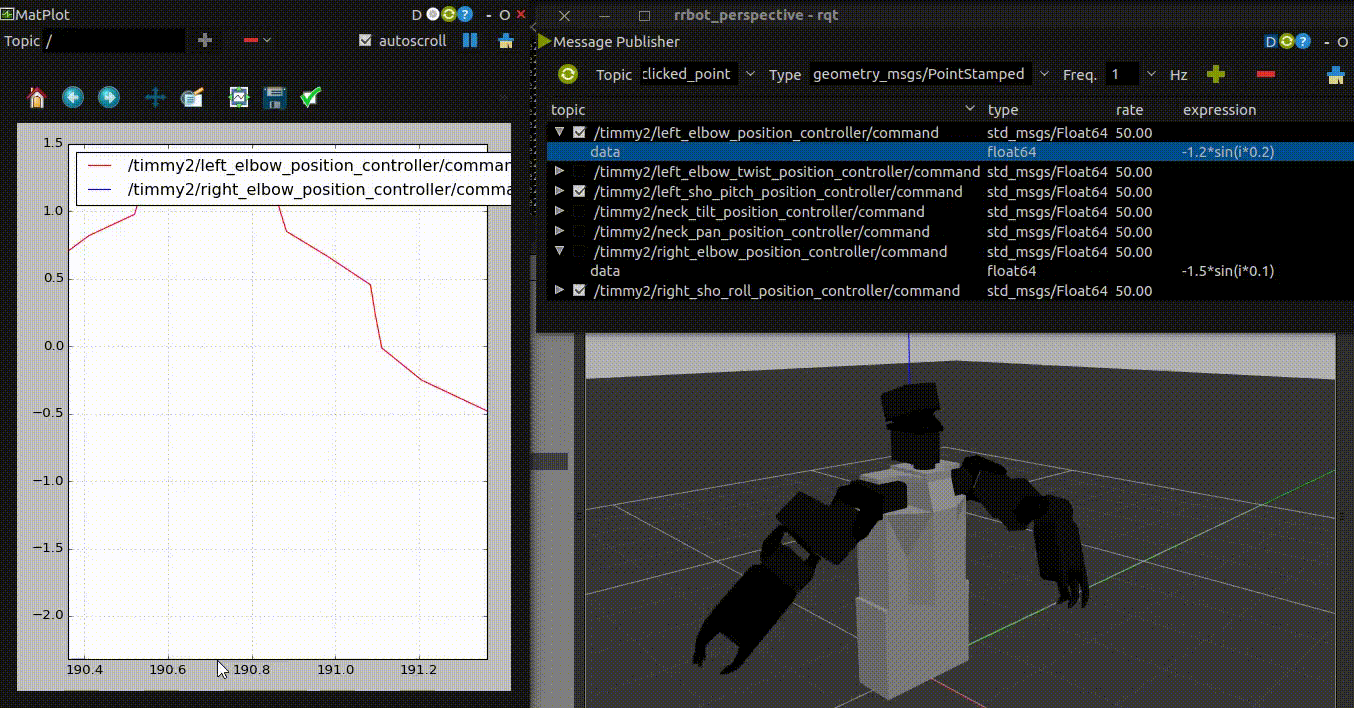 MatPlot
D ? - O ×
Topic /
autoscroll
1.5
/timmy2/left_elbow_position_controller/comman
/timmy2/right_elbow_position_controller/comma
1.0
0.5
0.0
−0.5
−1.0
−1.5
−2.0
190.4 190.6 190.8 191.0 191.2
rrbot_perspective - rqt
Message Publisher
D ? - O
Topic clicked_point Type geometry_msgs/PointStamped Freq. 1 Hz
topic type rate expression
/timmy2/left_elbow_position_controller/command std_msgs/Float64 50.00
data float64 -1.2*sin(i*0.2)
/timmy2/left_elbow_twist_position_controller/command std_msgs/Float64 50.00
/timmy2/left_sho_pitch_position_controller/command std_msgs/Float64 50.00
/timmy2/neck_tilt_position_controller/command std_msgs/Float64 50.00
/timmy2/neck_pan_position_controller/command std_msgs/Float64 50.00
/timmy2/right_elbow_position_controller/command std_msgs/Float64 50.00
data float64 -1.5*sin(i*0.1)
/timmy2/right_sho_roll_position_controller/command std_msgs/Float64 50.00